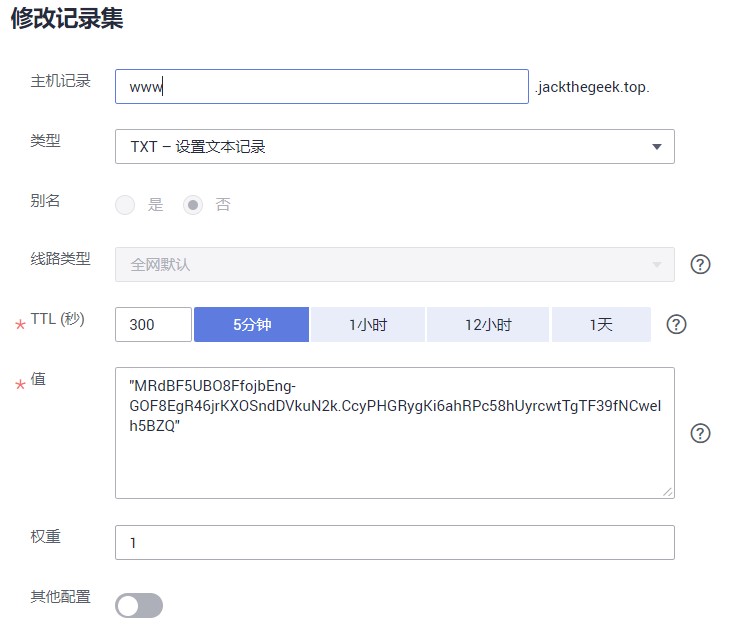 修改记录集
主机记录 www .jackthegeek.top.
类型 TXT – 设置文本记录
别名 是 否
线路类型 全网默认 ?
* TTL (秒) 300 5分钟 1小时 12小时 1天 ?
* 值 "MRdBF5UBO8FfojbEng-
GOF8EgR46jrKXOSndDVkuN2k.CcyPHGRygKi6ahRPc58hUyrcwtTgTF39fNCweI
h5BZQ" ?
权重 1
其他配置